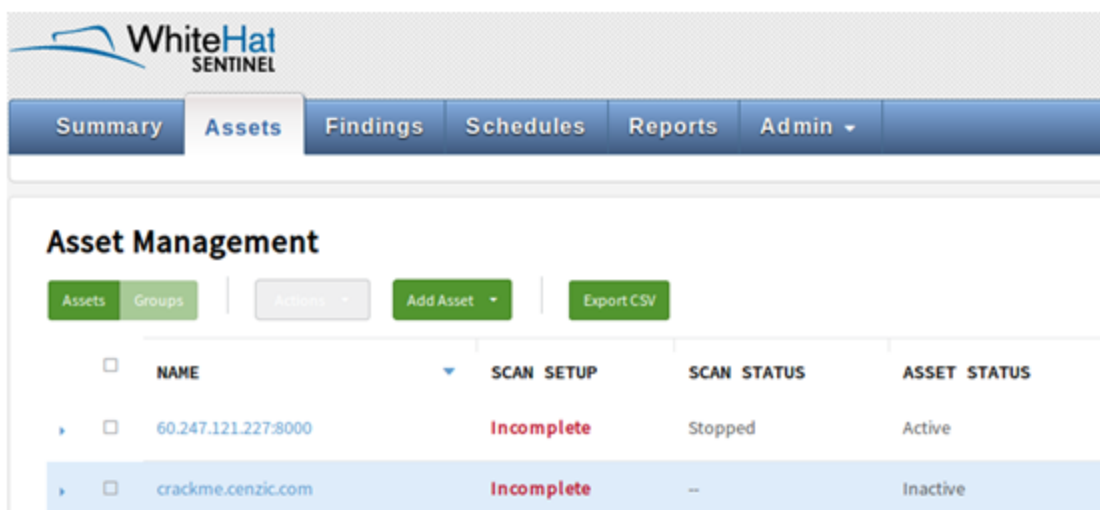 WhiteHat
SENTINEL
Summary Assets Findings Schedules Reports Admin
Asset Management
Assets Groups Actions Add Asset Export CSV
NAME SCAN SETUP SCAN STATUS ASSET STATUS
60.247.121.227:8000 Incomplete Stopped Active
crackme.cenzic.com Incomplete -- Inactive